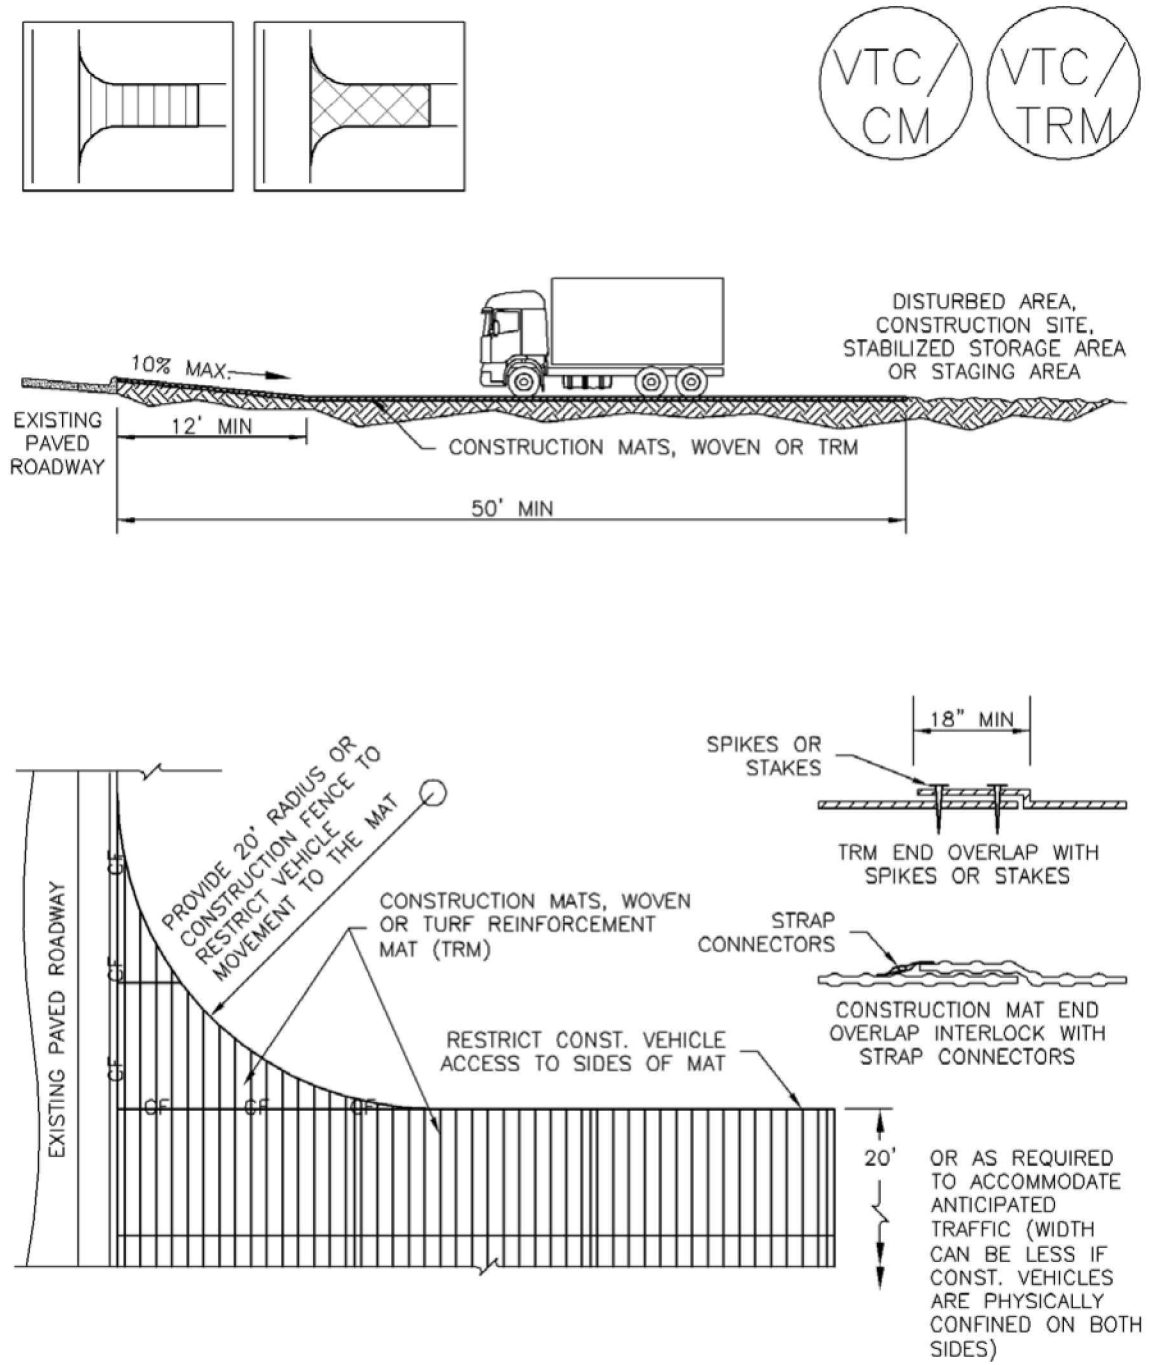 VTC/
CM
VTC/
TRM
DISTURBED AREA,
CONSTRUCTION SITE,
STABILIZED STORAGE AREA
OR STAGING AREA
10% MAX.
EXISTING
PAVED
ROADWAY
12' MIN
CONSTRUCTION MATS, WOVEN OR TRM
50' MIN
18" MIN
SPIKES OR
STAKES
TRM END OVERLAP WITH
SPIKES OR STAKES
PROVIDE 20' RADIUS OR
CONSTRUCTION FENCE TO
RESTRICT VEHICLE
MOVEMENT TO THE MAT
CONSTRUCTION MATS, WOVEN
OR TURF REINFORCEMENT
MAT (TRM)
STRAP
CONNECTORS
CONSTRUCTION MAT END
OVERLAP INTERLOCK WITH
STRAP CONNECTORS
RESTRICT CONST. VEHICLE
ACCESS TO SIDES OF MAT
EXISTING PAVED ROADWAY
CF
CF
CF
CF
CF
CF
20'
OR AS REQUIRED
TO ACCOMMODATE
ANTICIPATED
TRAFFIC (WIDTH
CAN BE LESS IF
CONST. VEHICLES
ARE PHYSICALLY
CONFINED ON BOTH
SIDES)